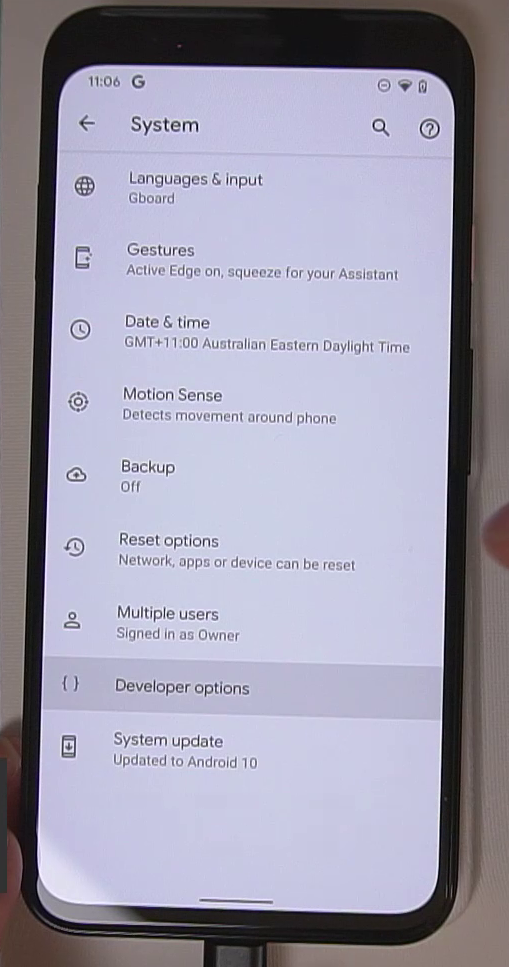 11:06 G
System
Languages & input
Gboard
Gestures
Active Edge on, squeeze for your Assistant
Date & time
GMT+11:00 Australian Eastern Daylight Time
Motion Sense
Detects movement around phone
Backup
Off
Reset options
Network, apps or device can be reset
Multiple users
Signed in as Owner
{ } Developer options
System update
Updated to Android 10